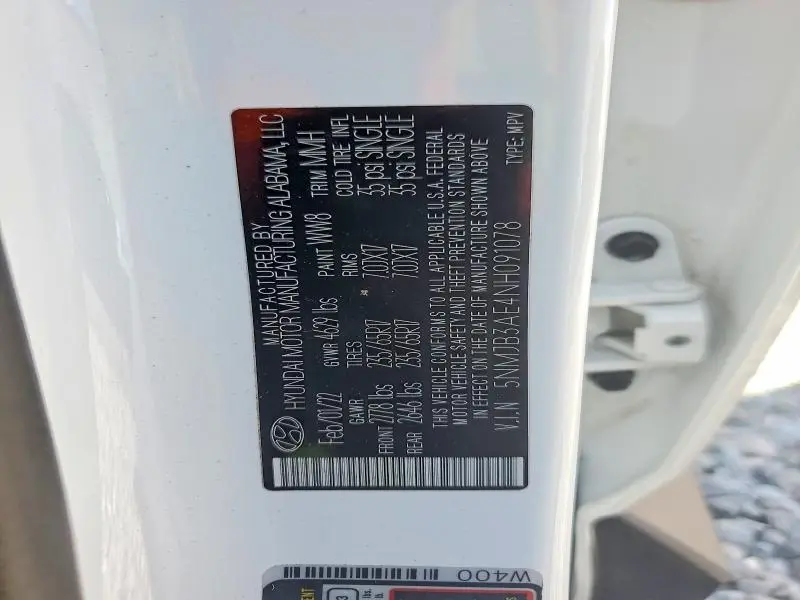 MANUFACTURED BY
HYUNDAI MOTOR MANUFACTURING ALABAMA, LLC
Feb/01/22 GVWR 4629 lbs PAINT WW8 TRIM MMH
GAWR TIRES RIMS COLD TIRE. INFL
FRONT 2778 lbs 235/65R17 7.0JX17 35 psi SINGLE
REAR 2646 lbs 235/65R17 7.0JX17 35 psi SINGLE
THIS VEHICLE CONFORMS TO ALL APPLICABLE U.S.A. FEDERAL
MOTOR VEHICLE SAFETY AND THEFT PREVENTION STANDARDS
IN EFFECT ON THE DATE OF MANUFACTURE SHOWN ABOVE
V.I.N 5NMJB3AE4NH091078 TYPE: MPV
W400